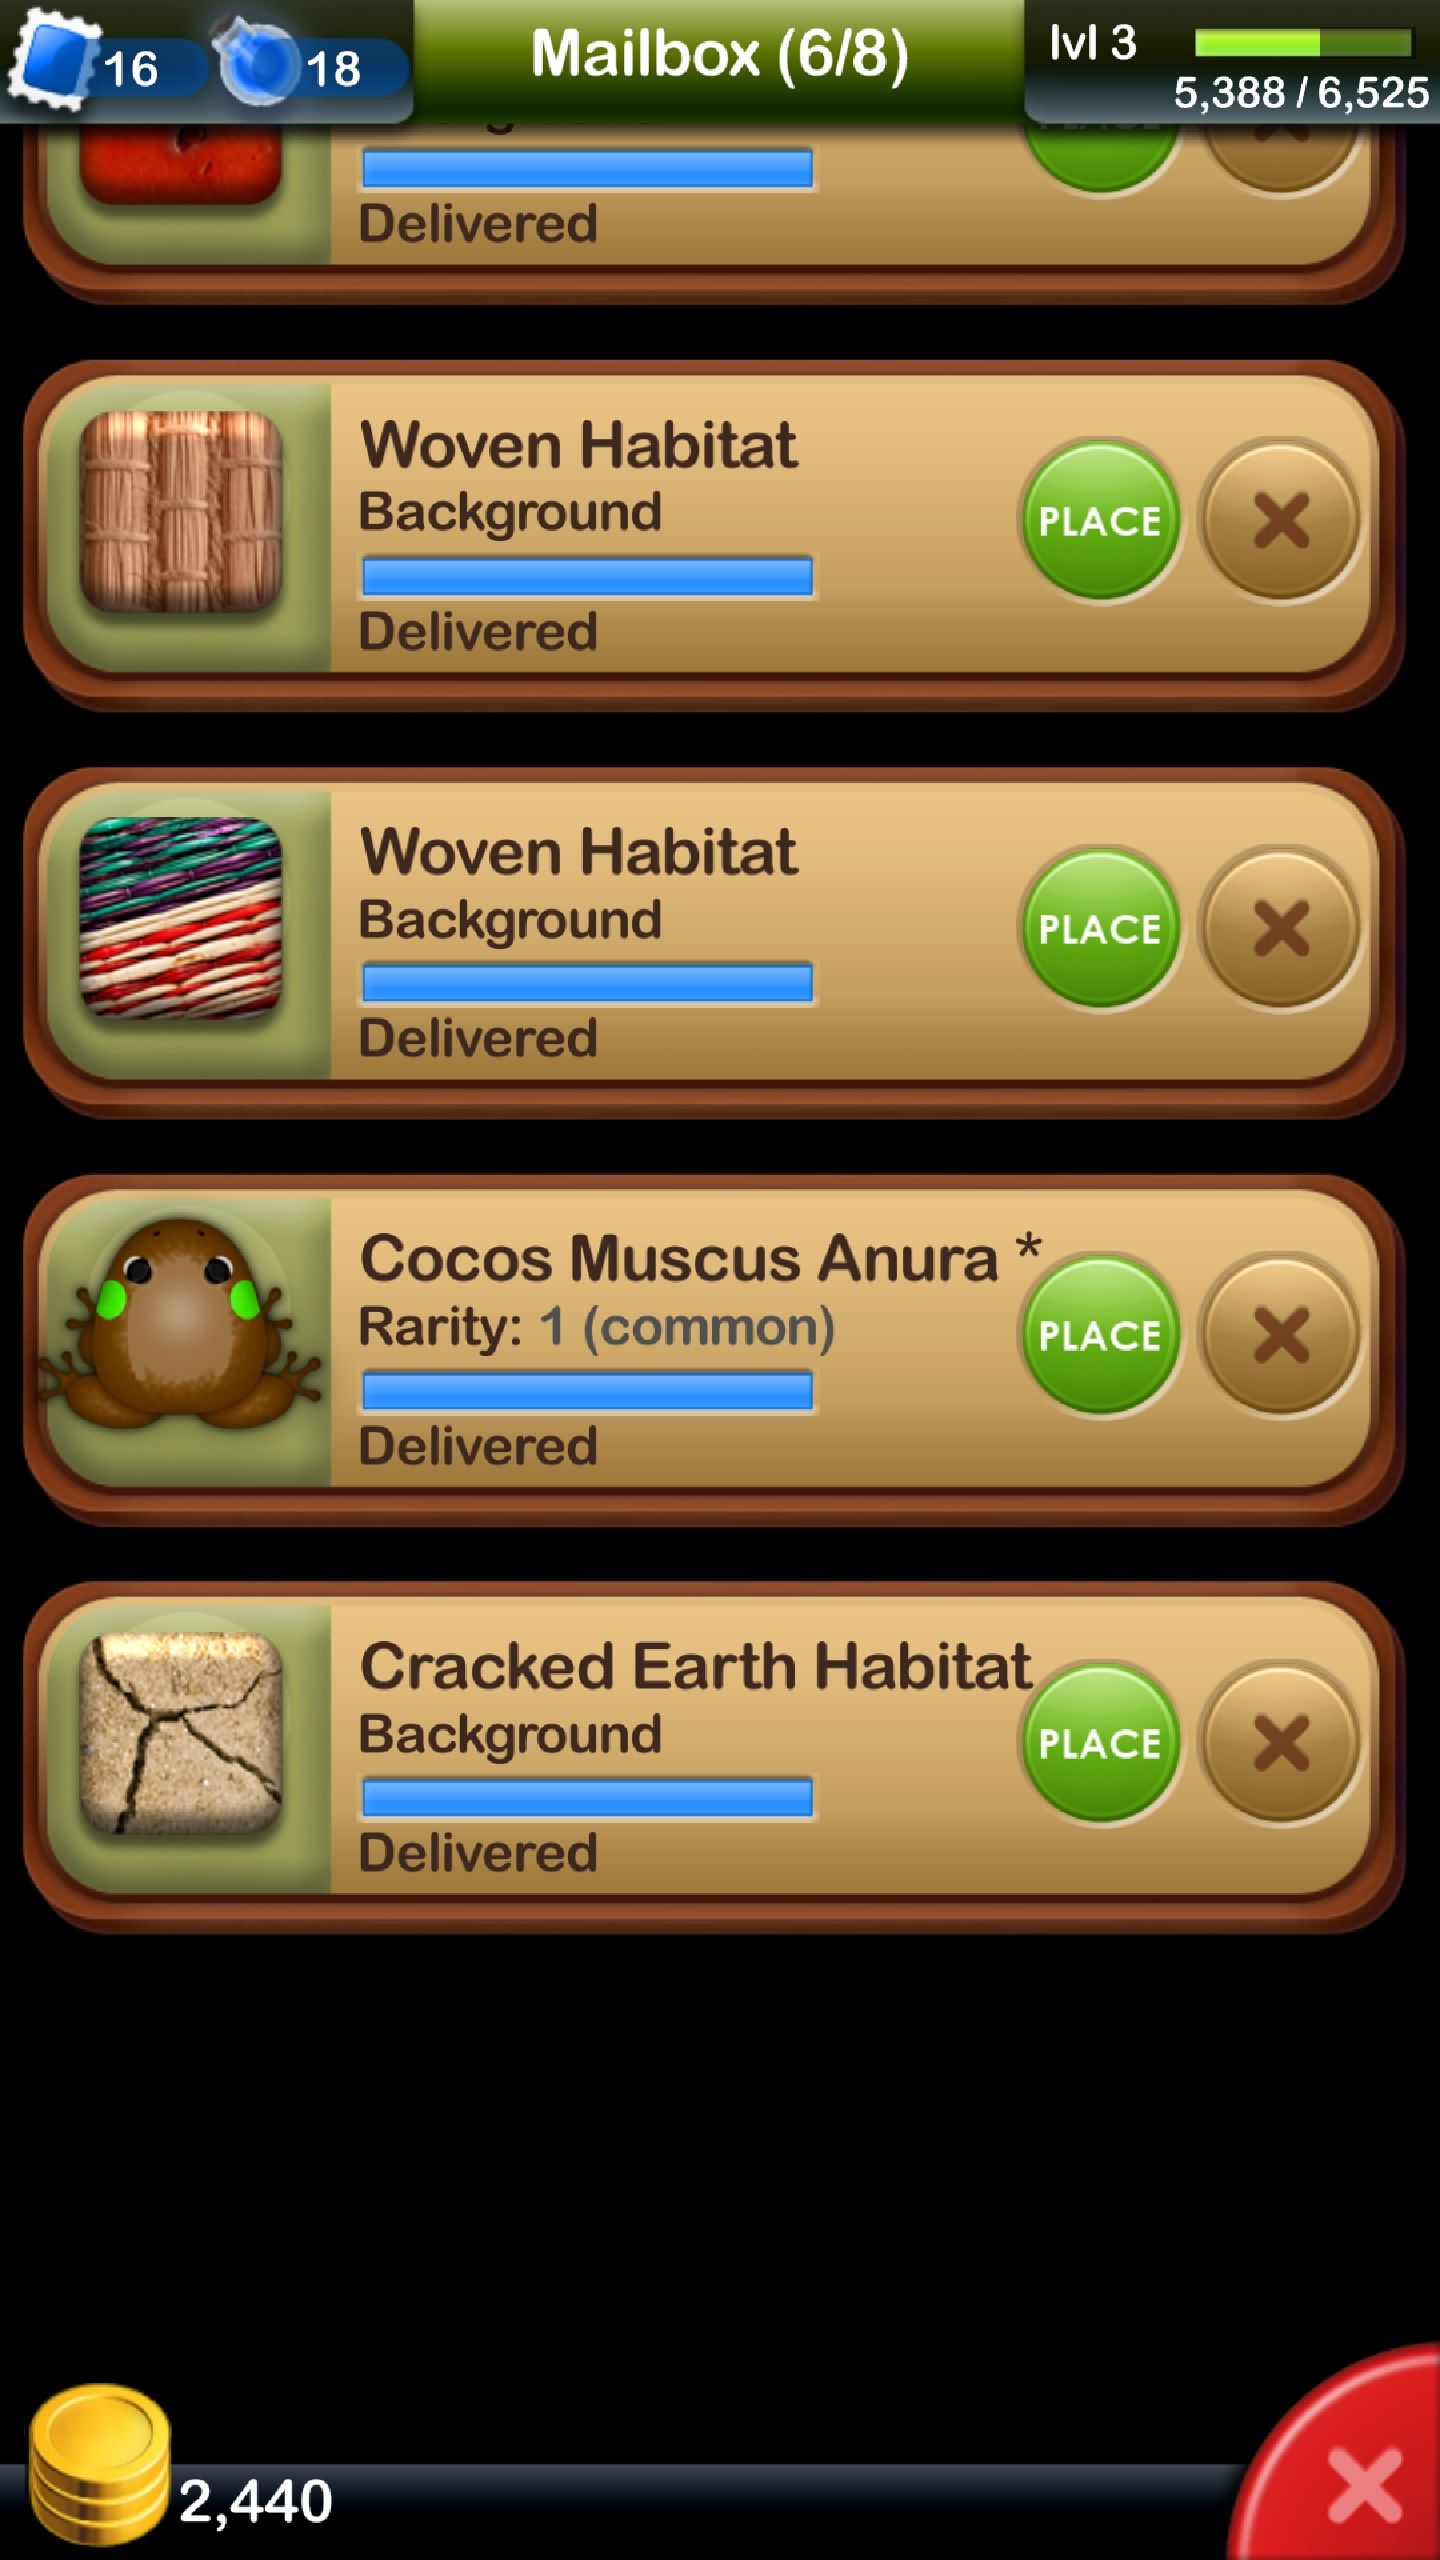 16
18
Mailbox (6/8)
lvl 3
5,388 / 6,525
Delivered
Woven Habitat
Background
Delivered
PLACE
Woven Habitat
Background
Delivered
PLACE
Cocos Muscus Anura *
Rarity: 1 (common)
Delivered
PLACE
Cracked Earth Habitat
Background
Delivered
PLACE
2,440